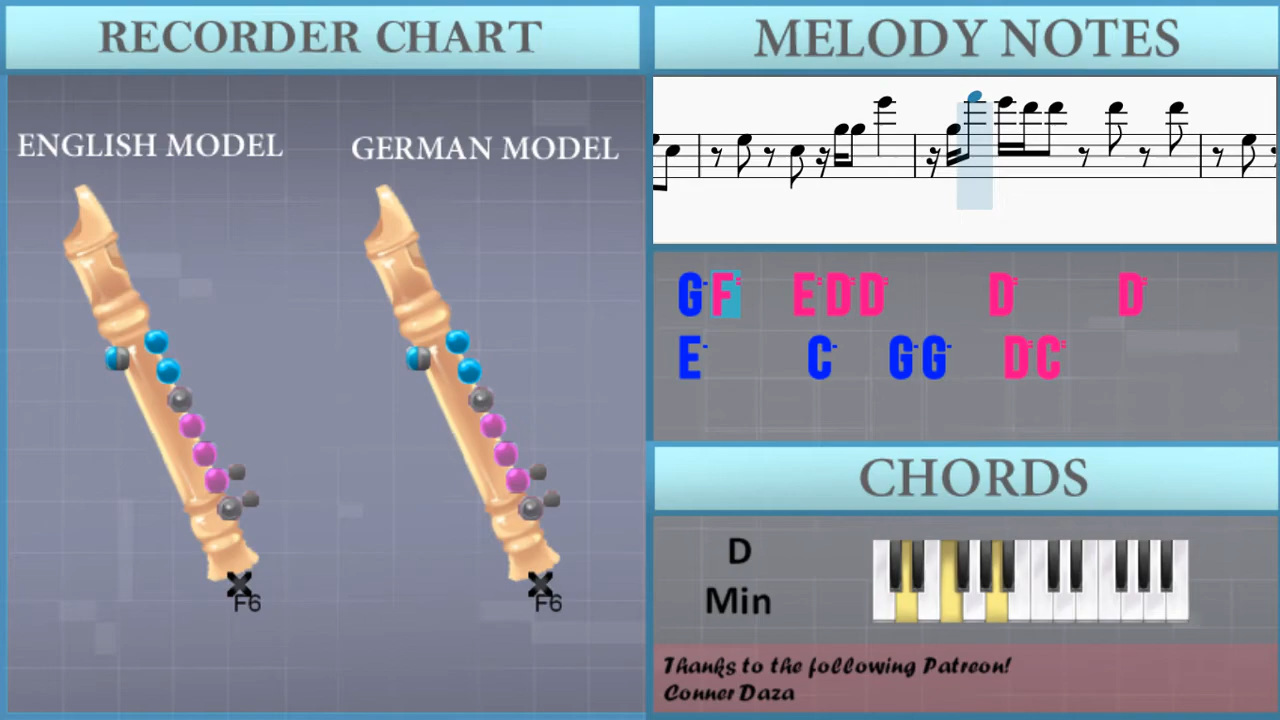 RECORDER CHART
ENGLISH MODEL
GERMAN MODEL
F6
F6
MELODY NOTES
G F E D D D D
E C G G D C
CHORDS
D
Min
Thanks to the following Patreon!
Conner Daza